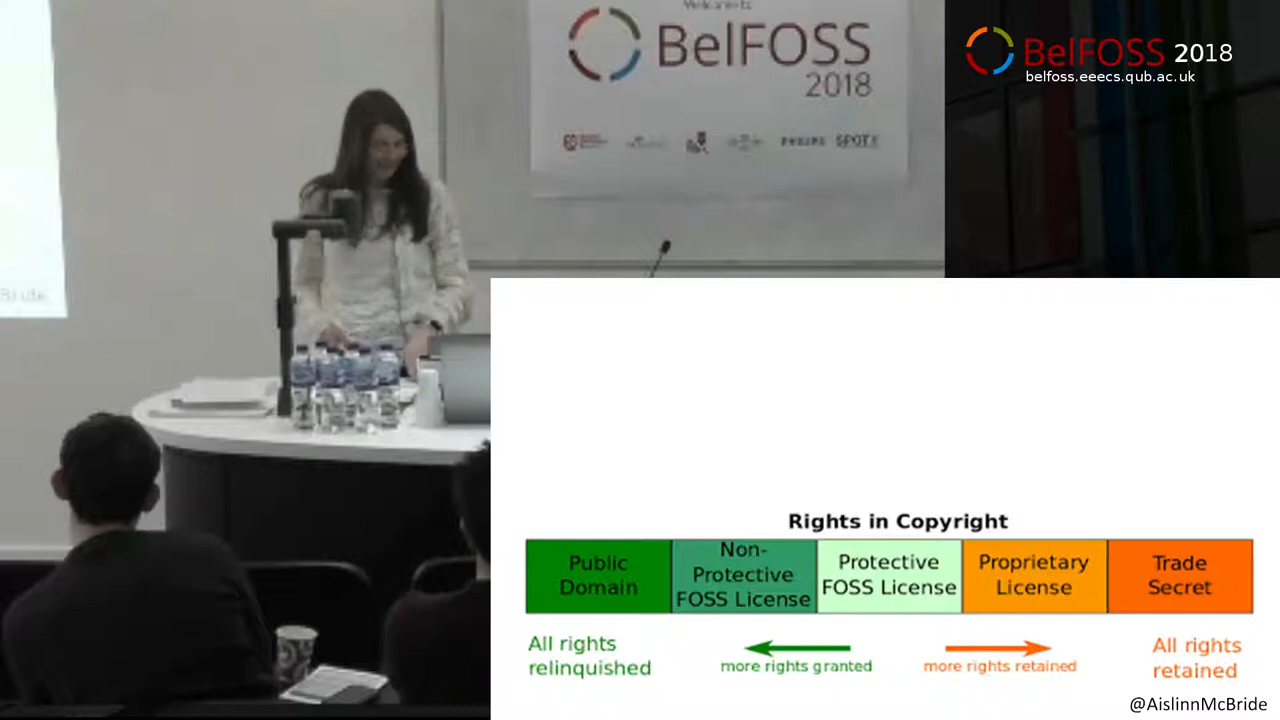 Welcome to
BelFOSS
2018
SPOTX
BelFOSS 2018
belfoss.eeecs.qub.ac.uk
Bride
Rights in Copyright
Public
Domain
Non-
Protective
FOSS License
Protective
FOSS License
Proprietary
License
Trade
Secret
All rights
relinquished
more rights granted
more rights retained
All rights
retained
@AislinnMcBride